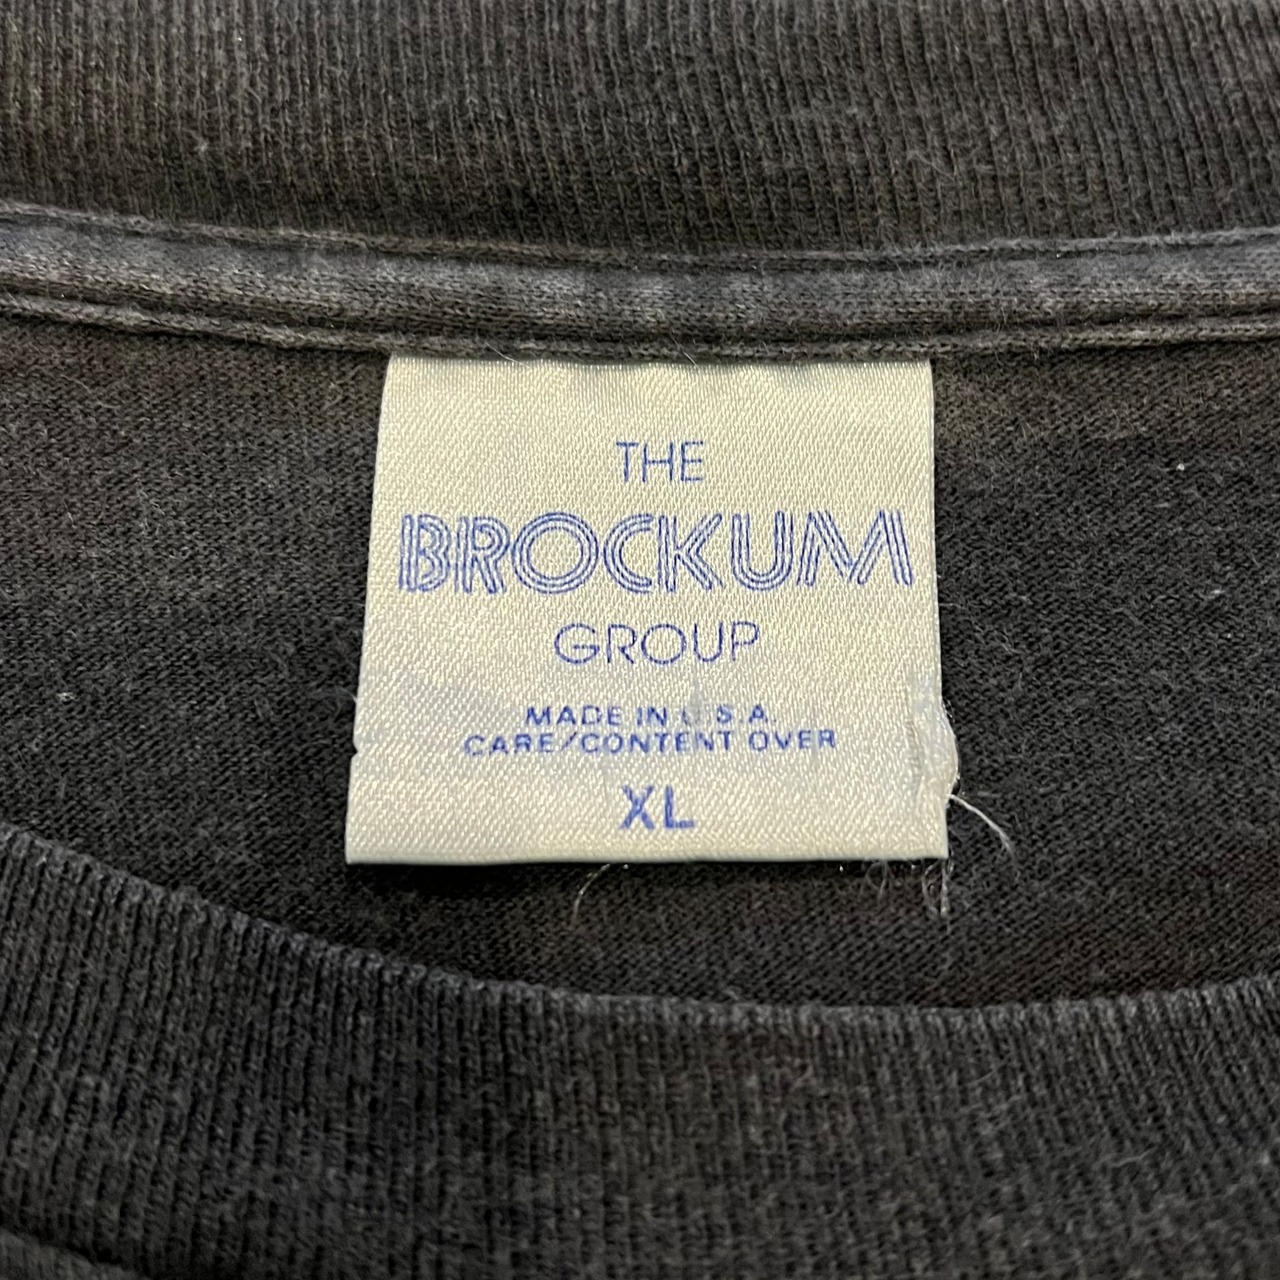 THE
BROCKUM
GROUP
MADE IN U.S.A.
CARE/CONTENT OVER
XL